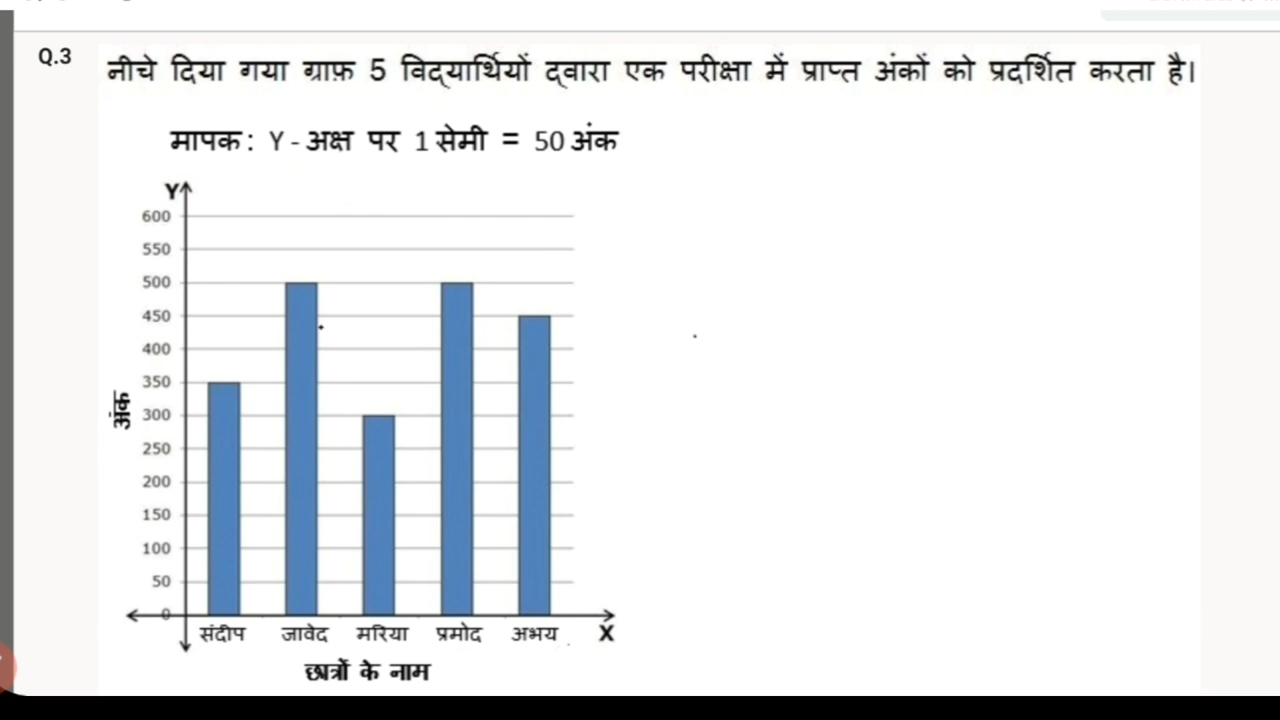 Q.3 नीचे दिया गया ग्राफ़ 5 विद्यार्थियों द्वारा एक परीक्षा में प्राप्त अंकों को प्रदर्शित करता है।
मापक: Y - अक्ष पर 1 सेमी = 50 अंक
Y
600
550
500
450
400
350
300
250
200
150
100
50
0
अंक
संदीप जावेद मरिया प्रमोद अभय X
छात्रों के नाम